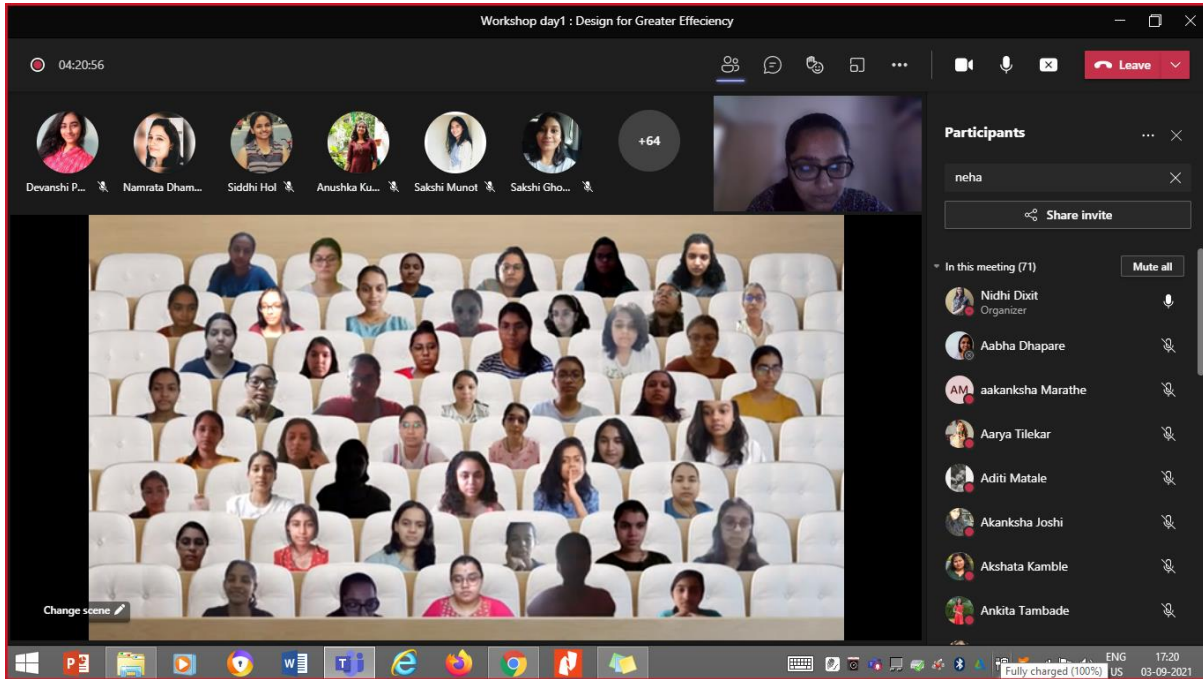 Workshop day1 : Design for Greater Effeciency
04:20:56
Leave
Devanshi P...
Namrata Dham...
Siddhi Hol
Anushka Ku...
Sakshi Munot
Sakshi Gho...
+64
Participants
neha
Share invite
In this meeting (71)
Mute all
Nidhi Dixit
Organizer
Aabha Dhapare
AM
aakanksha Marathe
Aarya Tilekar
Aditi Matale
Akanksha Joshi
Akshata Kamble
Ankita Tambade
Change scene
ENG
US
17:20
03-09-2021
Fully charged (100%)